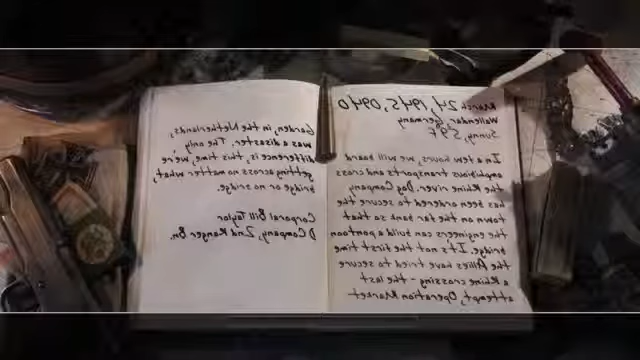 March 24, 1945, 0940
Wallendar, Germany
Sunny, 59 F
In a few hours, we will board
amphibious transports and cross
the Rhine river. Dog Company
has been ordered to secure the
town on the far bank so that
the engineers can build a pontoon
bridge. It's not the first time
the Allies have tried to secure
a Rhine crossing - the last
attempt, Operation Market
Garden, in the Netherlands,
was a disaster. The only
difference is, this time, we're
getting across no matter what,
bridge or no bridge.
Corporal Bill Taylor
D Company, 2nd Ranger Bn.